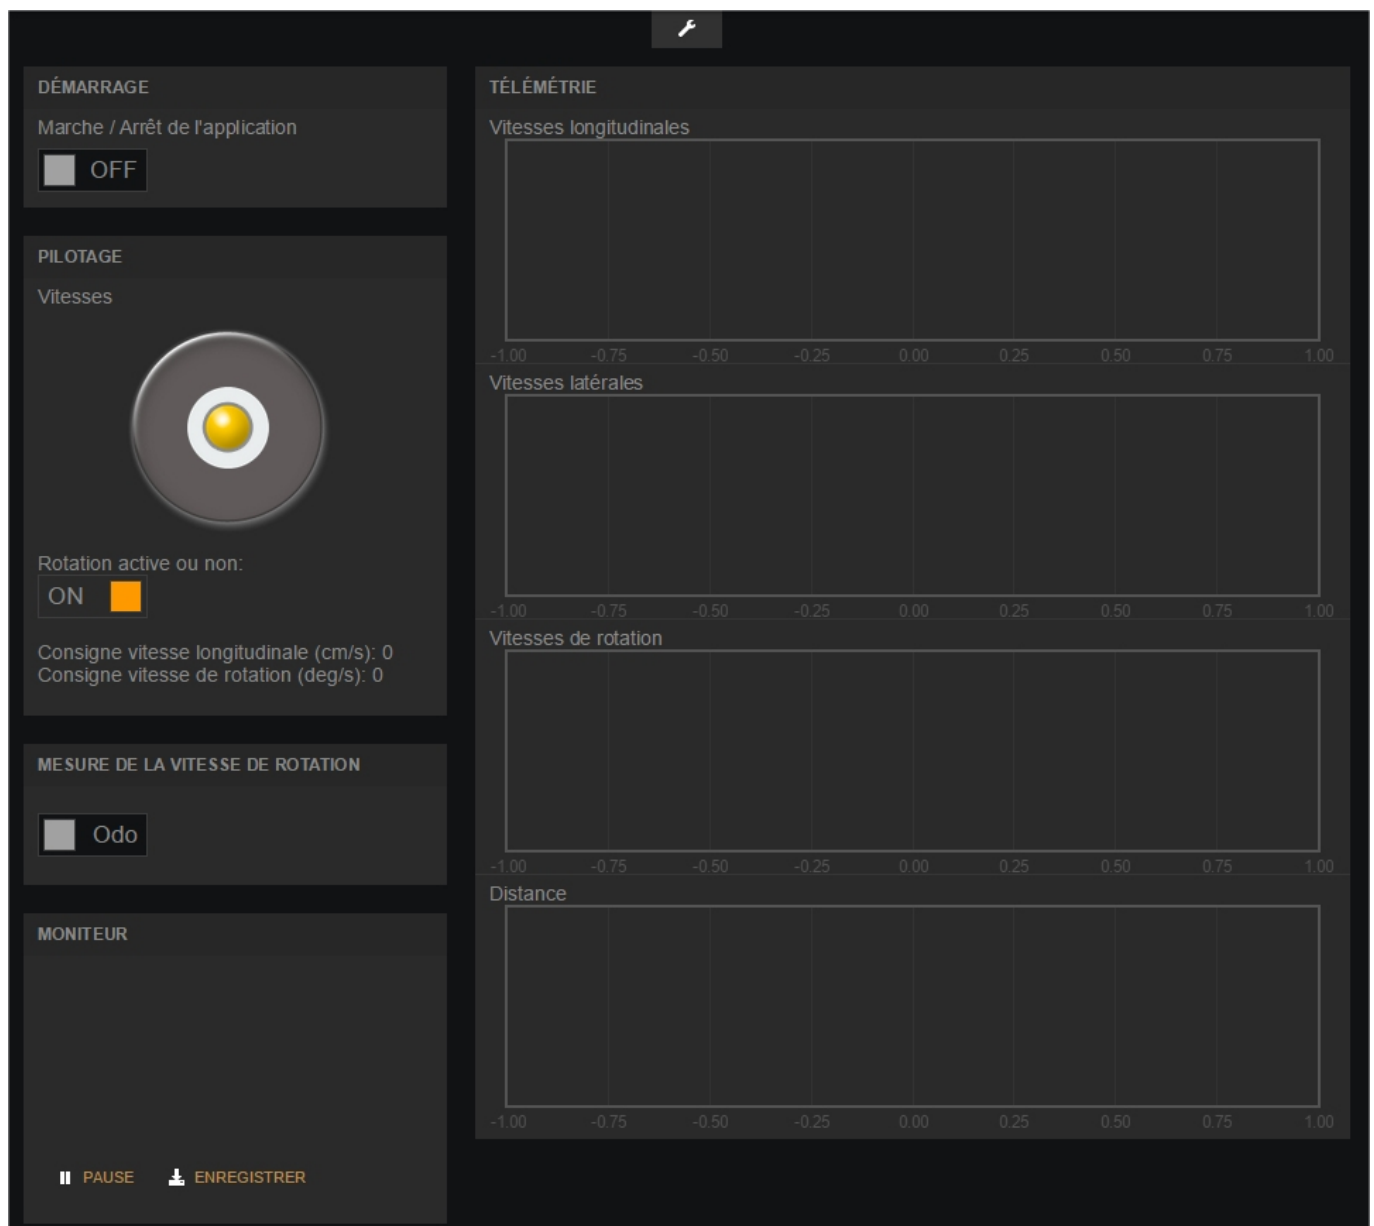 DÉMARRAGE
Marche / Arrêt de l'application
OFF
PILOTAGE
Vitesses
Rotation active ou non:
ON
Consigne vitesse longitudinale (cm/s): 0
Consigne vitesse de rotation (deg/s): 0
MESURE DE LA VITESSE DE ROTATION
Odo
MONITEUR
PAUSE ENREGISTRER
TÉLÉMÉTRIE
Vitesses longitudinales
-1.00 -0.75 -0.50 -0.25 0.00 0.25 0.50 0.75 1.00
Vitesses latérales
-1.00 -0.75 -0.50 -0.25 0.00 0.25 0.50 0.75 1.00
Vitesses de rotation
-1.00 -0.75 -0.50 -0.25 0.00 0.25 0.50 0.75 1.00
Distance
-1.00 -0.75 -0.50 -0.25 0.00 0.25 0.50 0.75 1.00